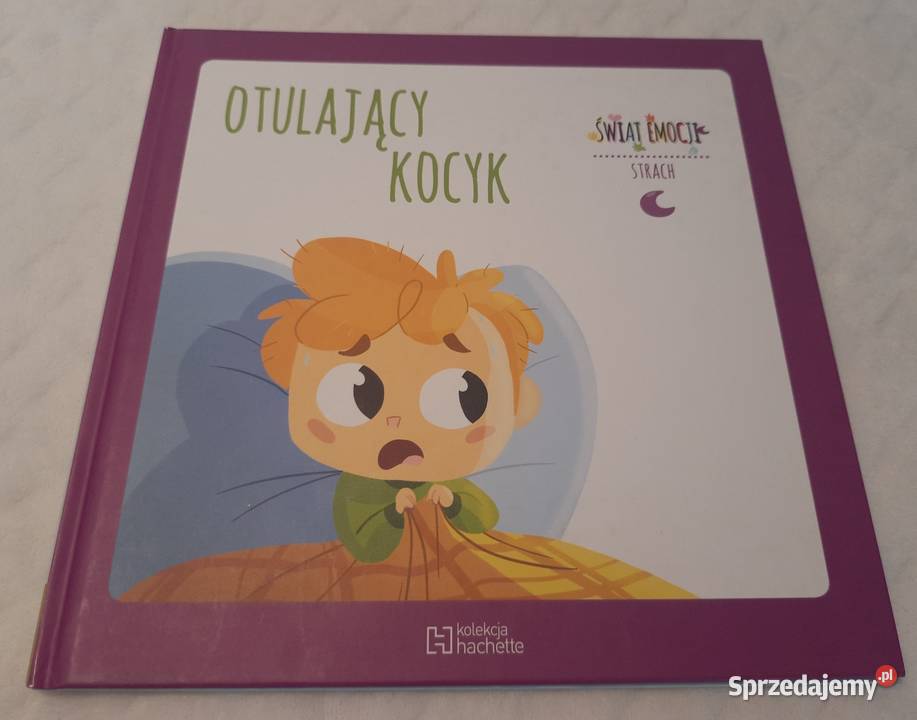 OTULAJĄCY
KOCYK
ŚWIAT EMOCJI
STRACH
kolekcja
hachette
Sprzedajemy.pl